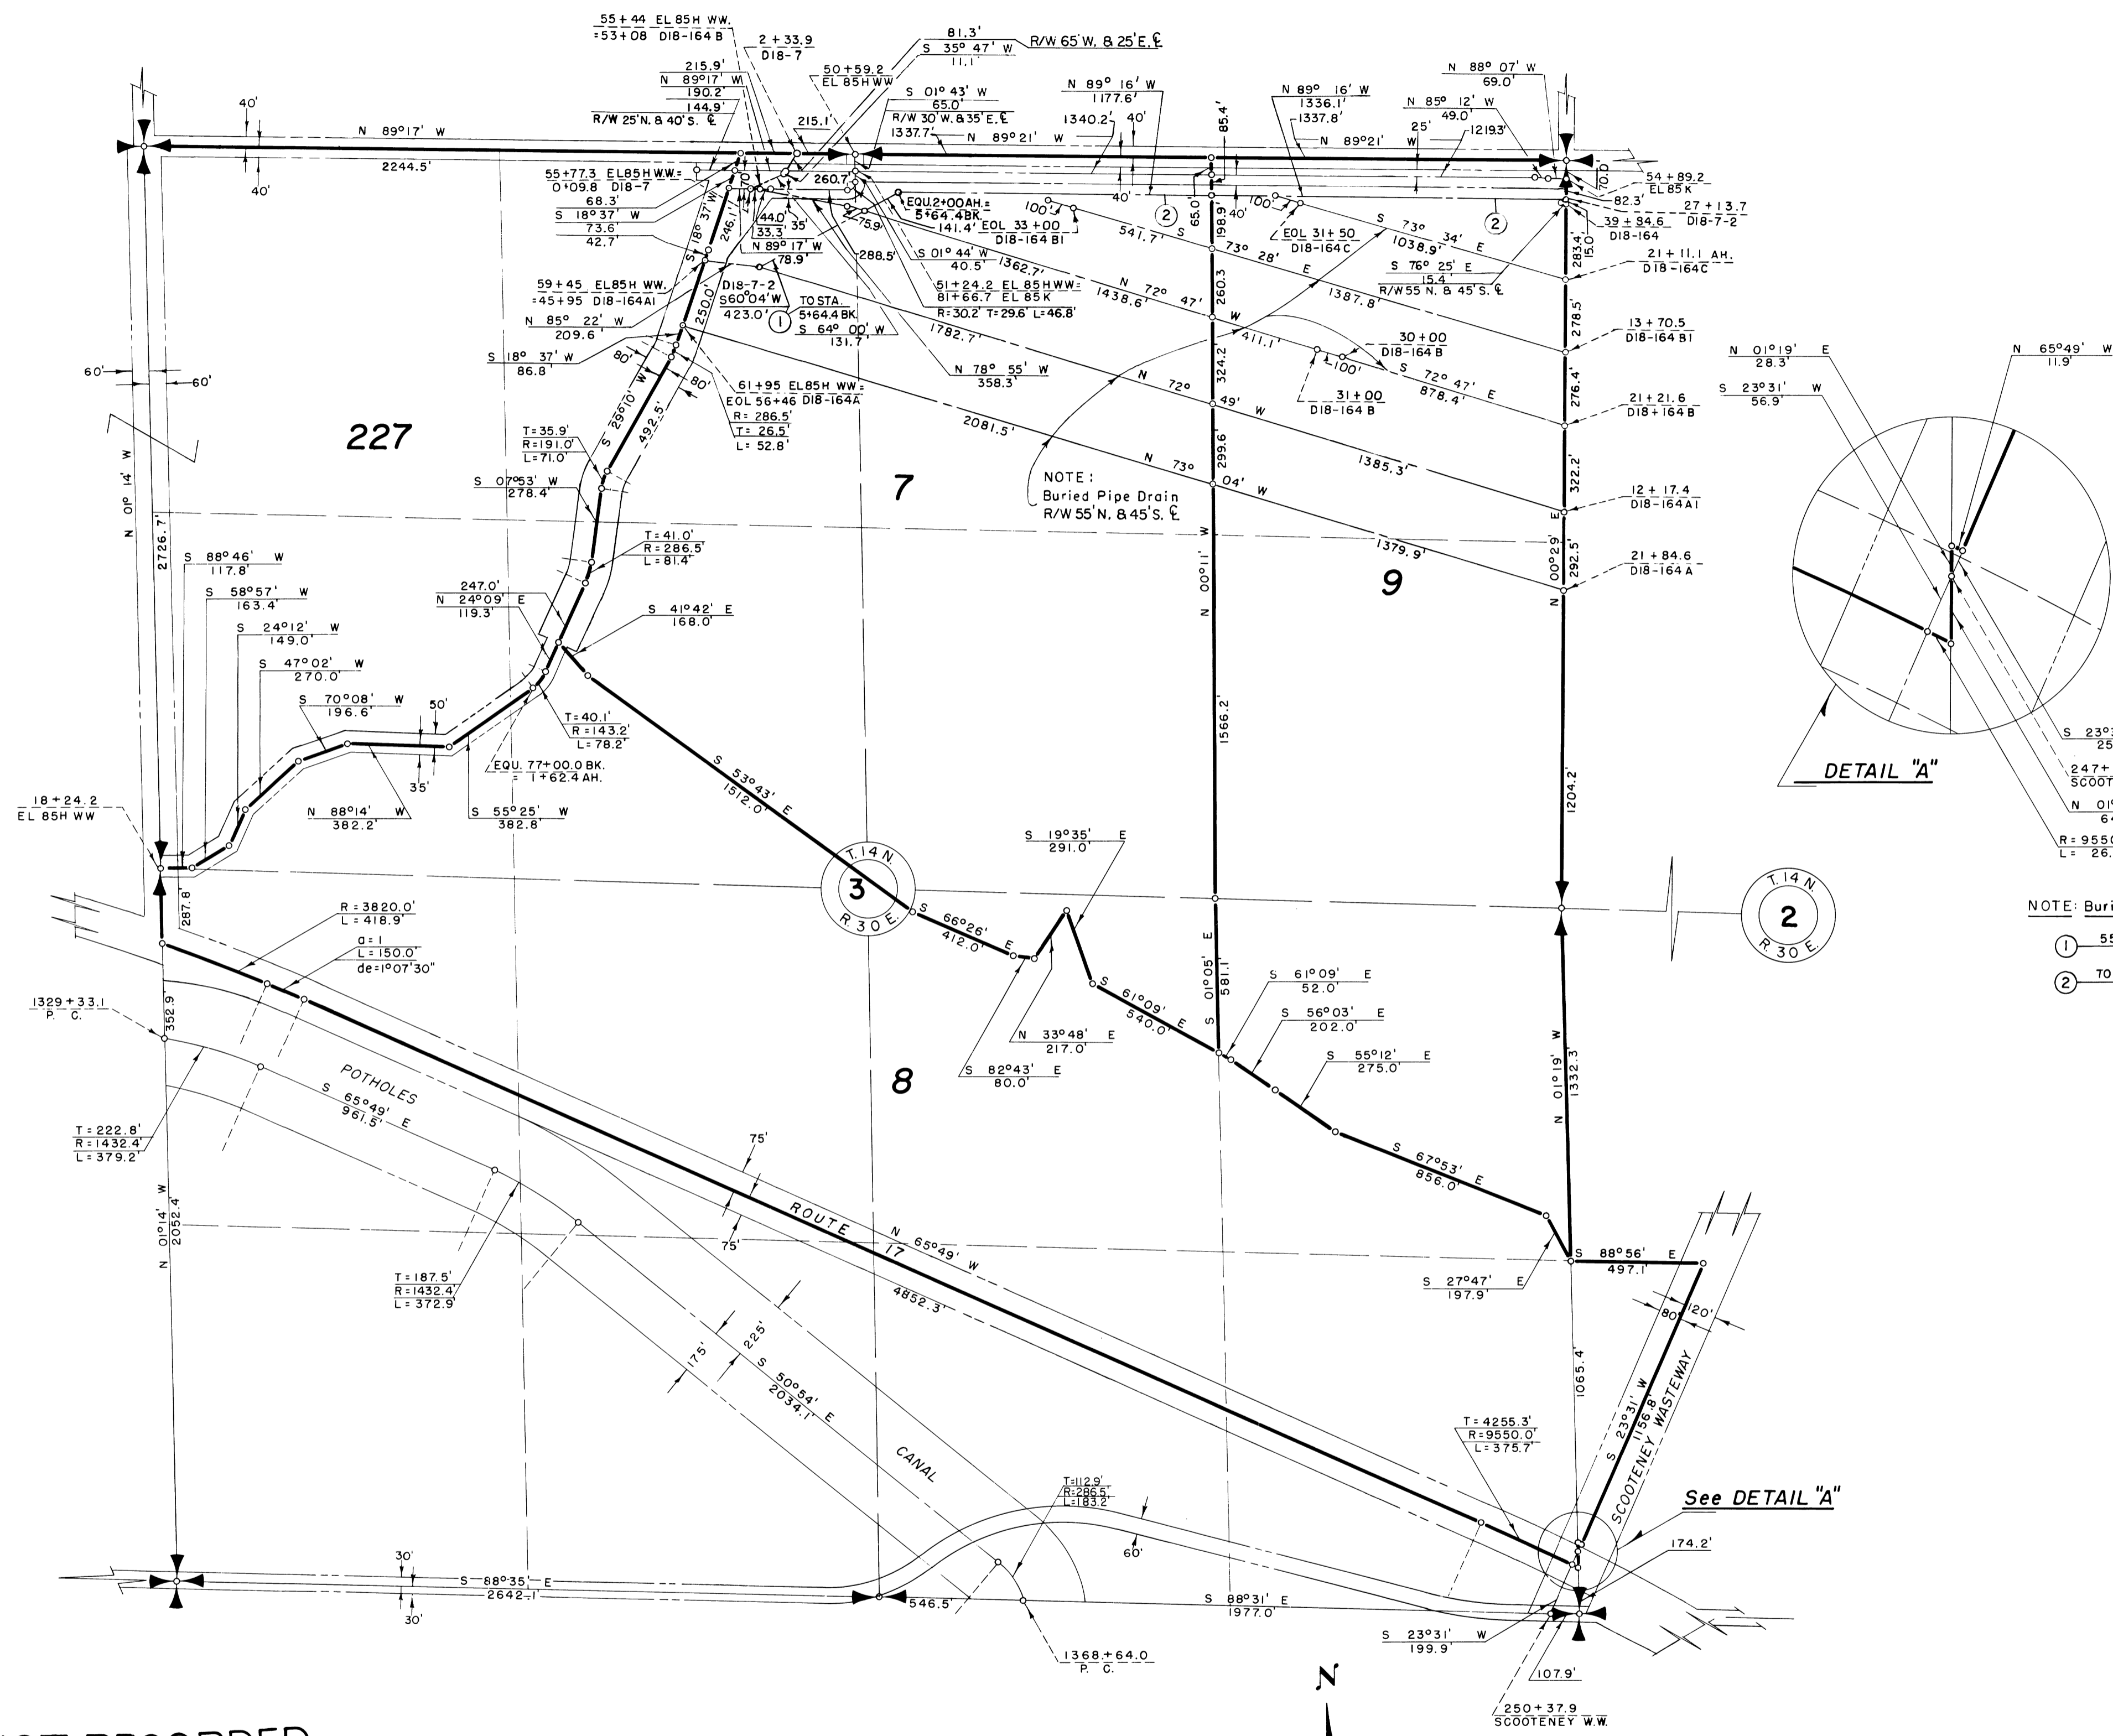 55+44 EL 85H WW.
=53+08 D18-164 B
2+33.9
D18-7
81.3'
S 35° 47' W
11.1'
R/W 65' W. & 25' E. ℄
215.9'
N 89°17' W
190.2'
144.9'
R/W 25' N. & 40' S. ℄
50+59.2
EL 85H WW
S 01° 43' W
65.0'
R/W 30' W. & 35' E. ℄
N 89° 16' W
1177.6'
N 89° 16' W
1336.1'
1337.8'
N 88° 07' W
69.0'
N 85° 12' W
49.0'
25'
1219.3'
40'
N 89°17' W
2244.5'
40'
215.1'
1337.7'
N 89°21' W
1340.2'
40'
85.4'
N 89°21' W
70.0'
55+77.3 EL85H W.W.=
0+09.8 D18-7
68.3'
S 18°37' W
73.6'
42.7'
70'
260.7'
44.0'
35'
33.3'
N 89°17' W
78.9'
75.9'
EQU. 2+00 AH.=
5+64.4 BK.
141.4'
EOL 33+00
D18-164 B1
100'
40'
2
65.0'
40'
100'
EOL 31+50
D18-164C
2
54+89.2
EL 85K
82.3'
27+13.7
D18-7-2
39+84.6
D18-164
15.0'
283.4'
S 18° 37' W
246.1'
288.5'
S 01°44' W
40.5'
541.7'
198.9'
S 73° 28' E
1387.8'
S 73° 34' E
1038.9'
S 76° 25' E
15.4'
R/W 55 N. & 45' S. ℄
21+11.1 AH.
D18-164C
59+45 EL85H WW.
=45+95 D18-164A1
N 85° 22' W
209.6'
250.0'
D18-7-2
S60°04'W
423.0'
1
TO STA.
5+64.4 BK.
S 64° 00' W
131.7'
51+24.2 EL 85HWW=
81+66.7 EL 85K
R=30.2' T=29.6' L=46.8'
1362.7'
1438.6'
N 72° 47' W
260.3
278.5'
13+70.5
D18-164 B1
S 18° 37' W
86.8'
80'
80'
61+95 EL85H WW=
EOL 56+46 D18-164A
R= 286.5'
T= 26.5'
L= 52.8'
1782.7'
N 78° 55' W
358.3'
411.1'
30+00
D18-164 B
100'
31+00
D18-164 B
S 72° 47' E
878.4'
276.4'
21+21.6
D18+164B
60'
60'
227
S 29°10' W
492.5'
2081.5'
N 72° 49' W
1385.3'
324.2
299.6'
322.2'
12+17.4
D18-164A1
T=35.9'
R=191.0'
L=71.0'
S 07°53' W
278.4'
7
NOTE:
Buried Pipe Drain
R/W 55' N. & 45' S. ℄
N 73° 04' W
1379.9'
N 00°29' E
292.5'
21+84.6
D18-164A
N 01° 14' W
2726.7'
T=41.0'
R=286.5'
L=81.4'
N 00°11' W
1566.2'
9
1204.2'
N 01°19' E
28.3'
S 23°31' W
56.9'
N 65°49' W
11.9'
DETAIL "A"
S 88°46' W
117.8'
S 58°57' W
163.4'
S 24°12' W
149.0'
S 47°02' W
270.0'
S 70°08' W
196.6'
247.0'
N 24°09' E
119.3'
S 41°42' E
168.0'
50'
35'
T=40.1'
R=143.2'
L=78.2'
EQU. 77+00.0 BK.
= 1+62.4 AH.
18+24.2
EL 85H WW
N 88°14' W
382.2'
S 55°25' W
382.8'
S 53°43' E
1512.0'
S 19°35' E
291.0'
T. 14 N.
3
R. 30 E.
T. 14 N.
2
R. 30 E.
287.8'
R=3820.0'
L=418.9'
a=1
L=150.0'
de=1°07'30"
1329+33.1
P. C.
352.9'
S 66°26' E
412.0'
N 33°48' E
217.0'
S 82°43' E
80.0'
S 61°09' E
540.0'
S 01°05' E
581.1'
S 61°09' E
52.0'
S 56°03' E
202.0'
S 55°12' E
275.0'
N 01°19' W
1332.3'
POTHOLES
S 65°49' E
961.5'
T=222.8'
R=1432.4'
L=379.2'
8
S 67°53' E
856.0'
75'
75'
ROUTE 17
N 65°49' W
4852.3'
N 01°14' W
2052.4'
T=187.5'
R=1432.4'
L=372.9'
S 27°47' E
197.9'
S 88°56' E
497.1'
80'
120'
175'
225'
S 50°54' E
2034.1'
CANAL
1065.4'
S 23°31' W
1156.8'
SCOOTENEY WASTEWAY
T=4255.3'
R=9550.0'
L=375.7'
T=112.9'
R=286.5'
L=183.2'
See DETAIL "A"
174.2'
30'
S 88°35' E
2642.1'
30'
60'
546.5'
S 88°31' E
1977.0'
S 23°31' W
199.9'
107.9'
1368+64.0
P. C.
250+37.9
SCOOTENEY W.W.
N
S 23°
25
247+
SCOOT
N 01°
64
R=9550
L= 26.
NOTE: Buri
1 55
2 TO
RECORDED